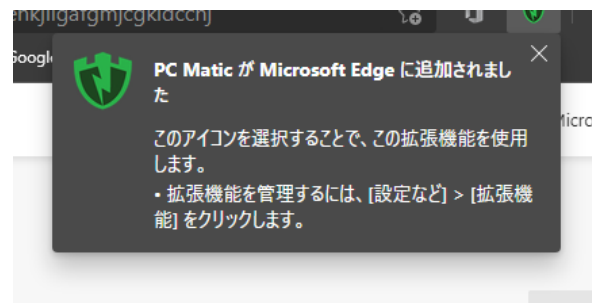 Googl
PC Matic が Microsoft Edge に追加されまし
た
このアイコンを選択することで、この拡張機能を使用
します。
• 拡張機能を管理するには、[設定など] > [拡張機
能] をクリックします。